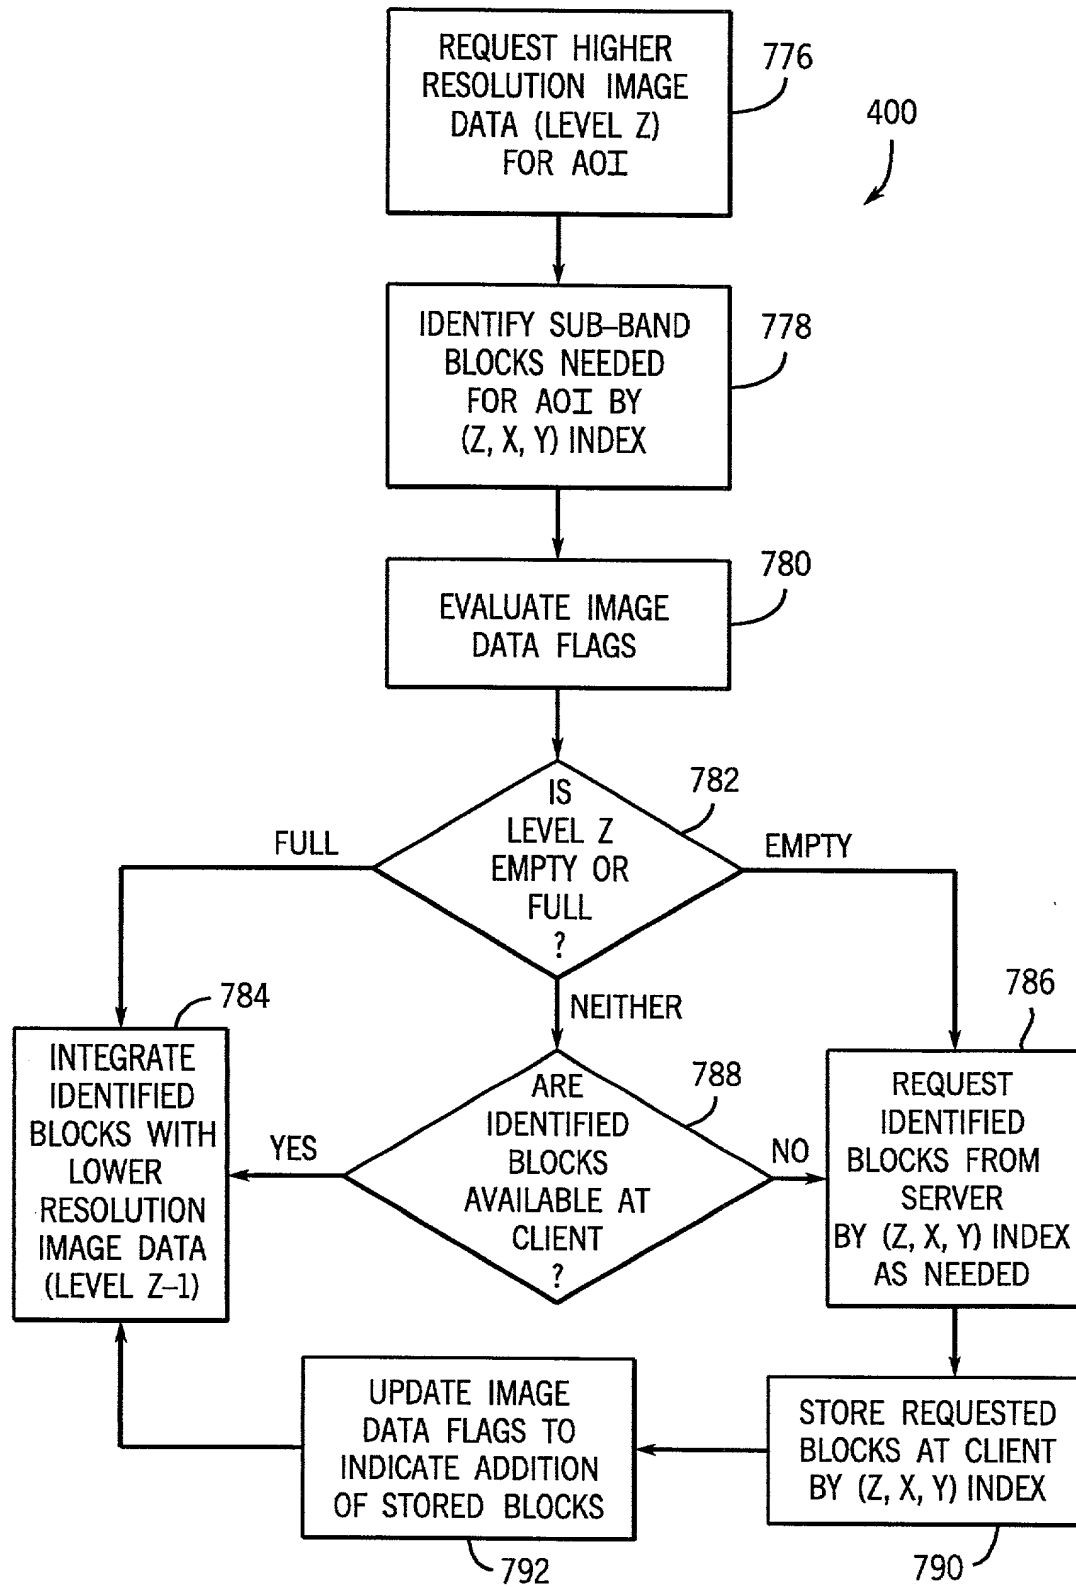 REQUEST HIGHER
RESOLUTION IMAGE
DATA (LEVEL Z)
FOR AOI
776
400
IDENTIFY SUB-BAND
BLOCKS NEEDED
FOR AOI BY
(Z, X, Y) INDEX
778
EVALUATE IMAGE
DATA FLAGS
780
IS
LEVEL Z
EMPTY OR
FULL
?
782
FULL
EMPTY
NEITHER
784
INTEGRATE
IDENTIFIED
BLOCKS WITH
LOWER
RESOLUTION
IMAGE DATA
(LEVEL Z-1)
YES
ARE
IDENTIFIED
BLOCKS
AVAILABLE AT
CLIENT
?
788
NO
786
REQUEST
IDENTIFIED
BLOCKS FROM
SERVER
BY (Z, X, Y) INDEX
AS NEEDED
UPDATE IMAGE
DATA FLAGS TO
INDICATE ADDITION
OF STORED BLOCKS
792
STORE REQUESTED
BLOCKS AT CLIENT
BY (Z, X, Y) INDEX
790